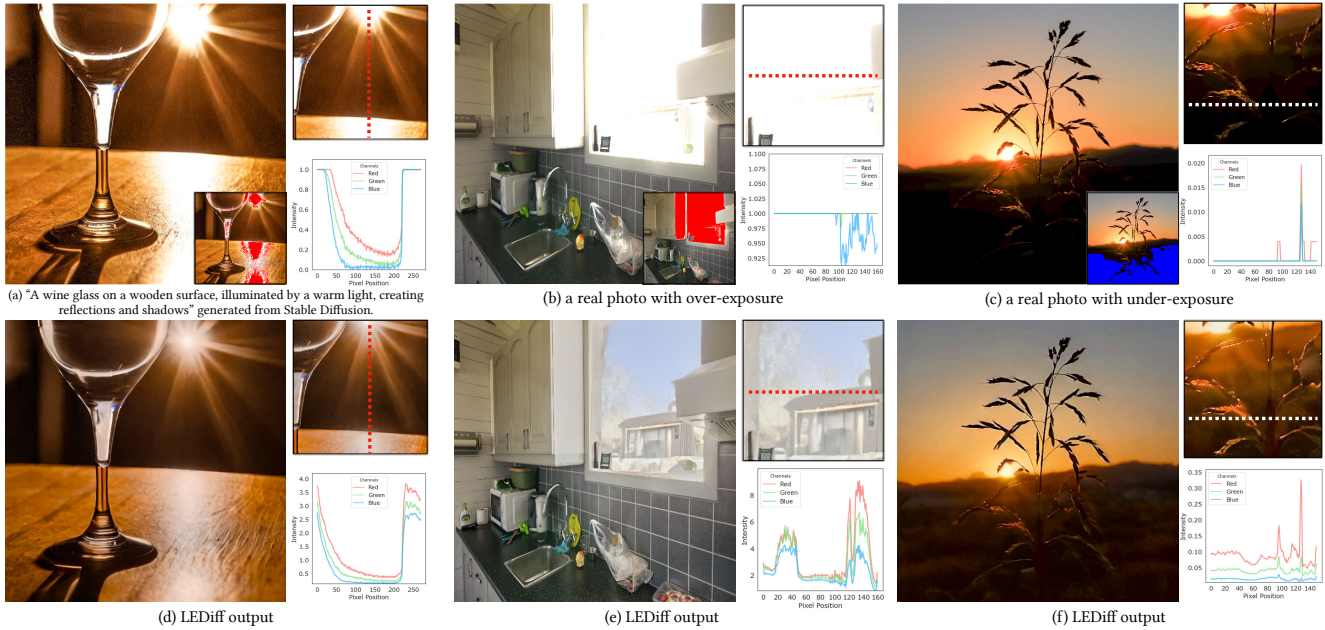 Channels
Red
Green
Blue
Intensity
1.0
0.8
0.6
0.4
0.2
0.0
0 50 100 150 200 250
Pixel Position
(a) “A wine glass on a wooden surface, illuminated by a warm light, creating
reflections and shadows” generated from Stable Diffusion.
Channels
Red
Green
Blue
Intensity
1.100
1.075
1.050
1.025
1.000
0.975
0.950
0.925
0 20 40 60 80 100 120 140 160
Pixel Position
(b) a real photo with over-exposure
Channels
Red
Green
Blue
Intensity
0.020
0.015
0.010
0.005
0.000
0 20 40 60 80 100 120 140
Pixel Position
(c) a real photo with under-exposure
Channels
Red
Green
Blue
Intensity
4.0
3.5
3.0
2.5
2.0
1.5
1.0
0.5
0 50 100 150 200 250
Pixel Position
(d) LEDiff output
Channels
Red
Green
Blue
Intensity
8
6
4
2
0 20 40 60 80 100 120 140 160
Pixel Position
(e) LEDiff output
Channels
Red
Green
Blue
Intensity
0.35
0.30
0.25
0.20
0.15
0.10
0.05
0 20 40 60 80 100 120 140
Pixel Position
(f) LEDiff output